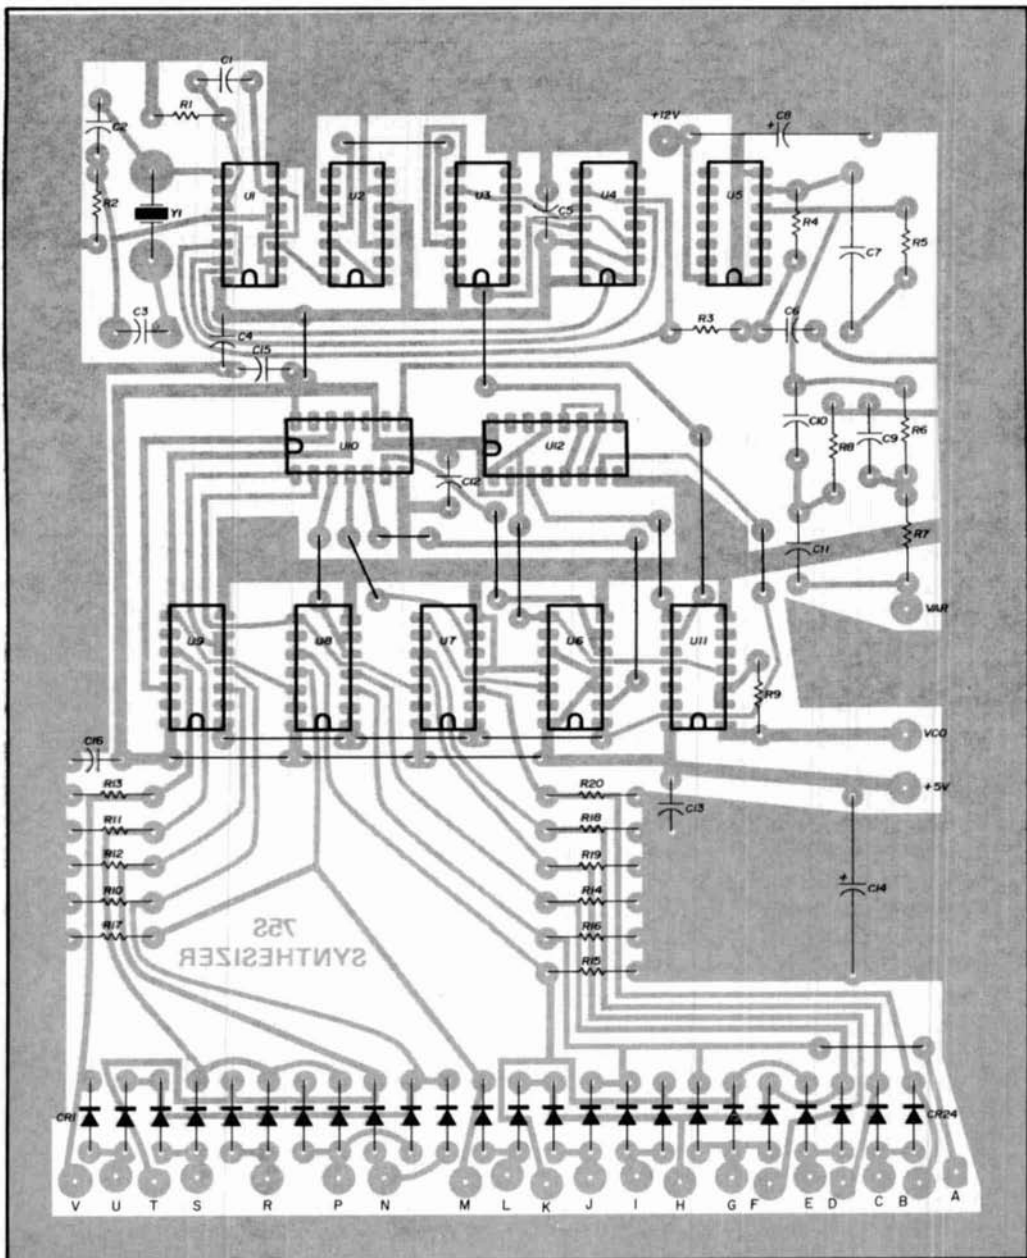 C1
R1
C2
+12V
+ C8
U1
U2
U3
U4
U5
R2
Y1
C5
R4
C7
R5
C3
C4
C15
R3
C6
U10
U12
C12
C10
R8
C9
R6
C11
R7
VAR
U9
U8
U7
U6
U11
R9
VCO
C16
+5V
R13
R20
C13
R11
R18
R12
R19
R10
R14
+
C14
R17
R16
R15
75S
SYNTHESIZER
CR1
CR24
V U T S R P N M L K J I H G F E D C B A